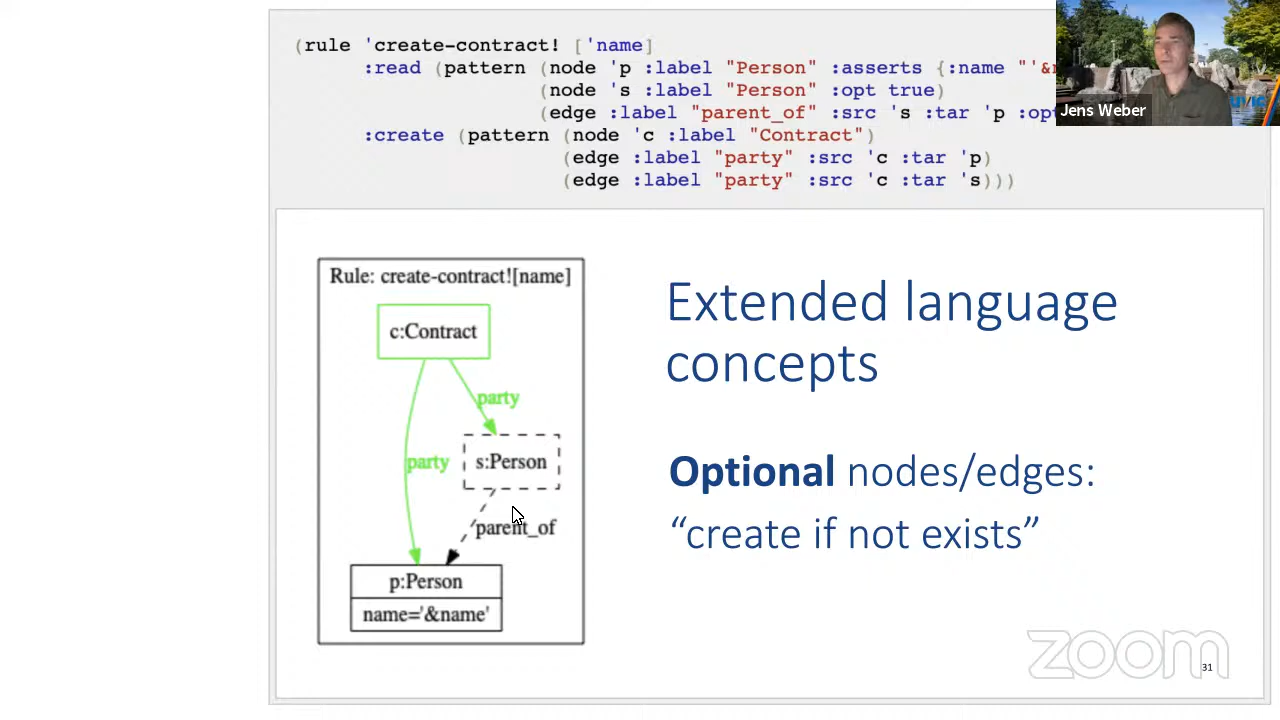 (rule 'create-contract! ['name]
:read (pattern (node 'p :label "Person" :asserts {:name "'&
(node 's :label "Person" :opt true)
(edge :label "parent_of" :src 's :tar 'p :opt
:create (pattern (node 'c :label "Contract")
(edge :label "party" :src 'c :tar 'p)
(edge :label "party" :src 'c :tar 's)))
Jens Weber
Rule: create-contract![name]
c:Contract
party
party
s:Person
parent_of
p:Person
name='&name'
Extended language
concepts
Optional nodes/edges:
“create if not exists”
zoom
31